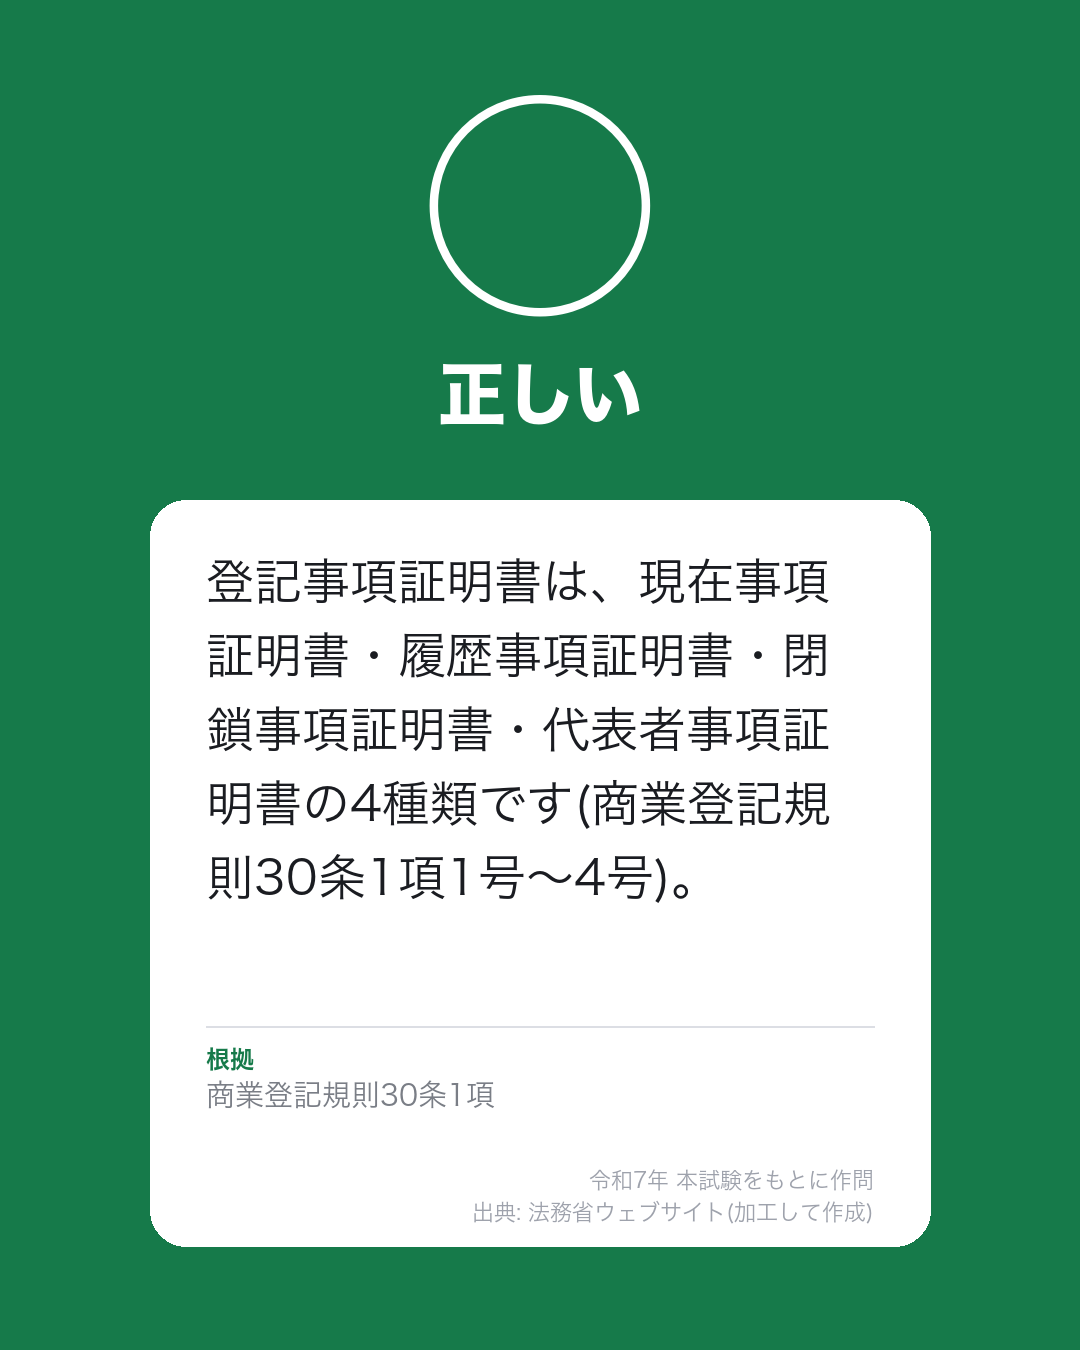 正しい
登記事項証明書は、現在事項
証明書・履歴事項証明書・閉
鎖事項証明書・代表者事項証
明書の4種類です(商業登記規
則30条1項1号〜4号)。
根拠
商業登記規則30条1項
令和7年 本試験をもとに作問
出典: 法務省ウェブサイト(加工して作成)